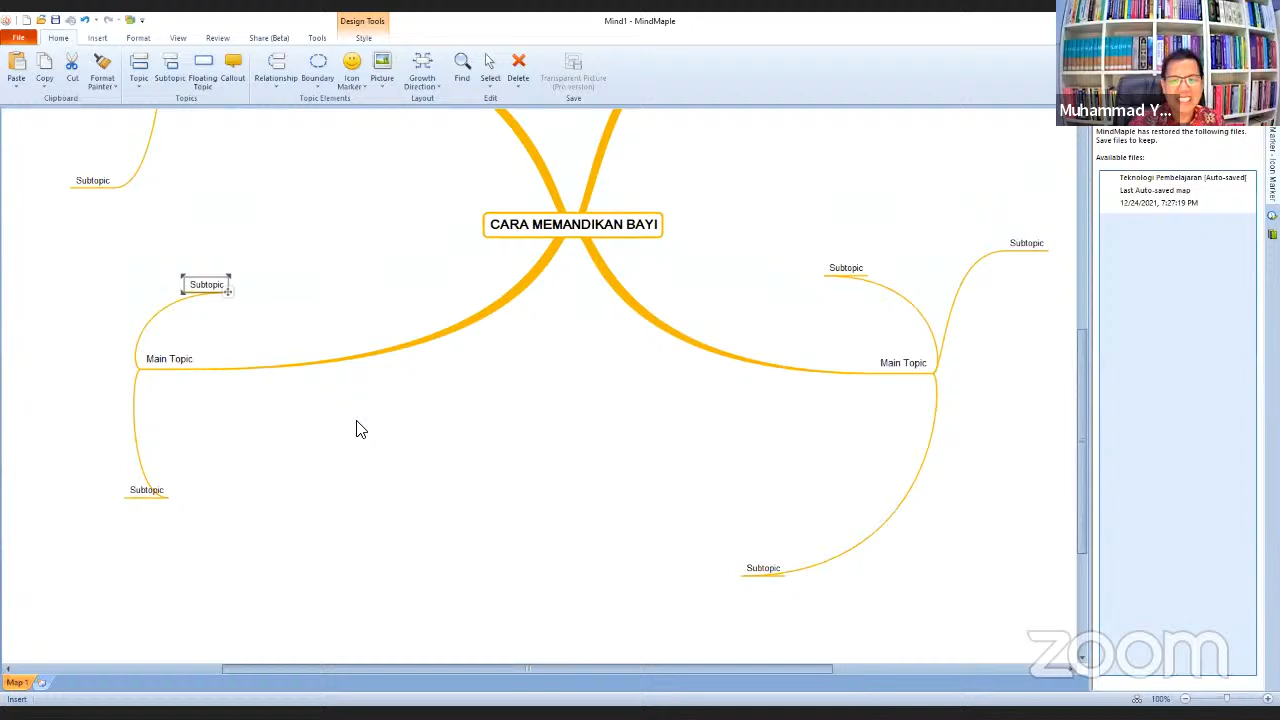 Design Tools
Mind1 - MindMaple
File
Home
Insert
Format
View
Review
Share (Beta)
Tools
Style
Paste
Copy
Cut
Format
Painter
Topic
Subtopic
Floating
Topic
Callout
Relationship
Boundary
Icon
Marker
Picture
Growth
Direction
Find
Select
Delete
Transparent Picture
(Pro version)
Clipboard
Topics
Topic Elements
Layout
Edit
Save
Muhammad Y...
MindMaple has restored the following files.
Save files to keep.
Available files:
Teknologi Pembelajaran [Auto-saved]
Last Auto-saved map
12/24/2021, 7:27:19 PM
Marker - Icon Marker
Subtopic
CARA MEMANDIKAN BAYI
Subtopic
Subtopic
Subtopic
Main Topic
Main Topic
Subtopic
Subtopic
zoom
Map 1
Insert
100%